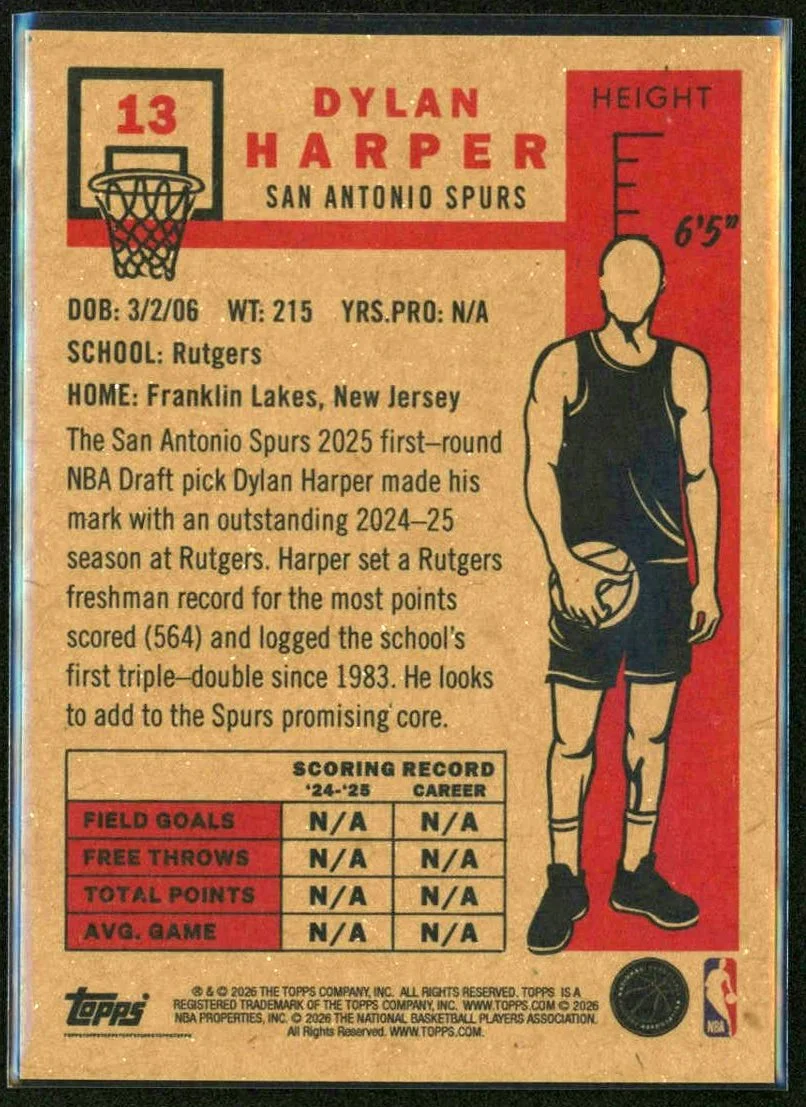 13
DYLAN
HARPER
SAN ANTONIO SPURS
HEIGHT
6'5"
DOB: 3/2/06 WT: 215 YRS.PRO: N/A
SCHOOL: Rutgers
HOME: Franklin Lakes, New Jersey
The San Antonio Spurs 2025 first–round
NBA Draft pick Dylan Harper made his
mark with an outstanding 2024–25
season at Rutgers. Harper set a Rutgers
freshman record for the most points
scored (564) and logged the school's
first triple–double since 1983. He looks
to add to the Spurs promising core.
SCORING RECORD
'24-'25 CAREER
FIELD GOALS N/A N/A
FREE THROWS N/A N/A
TOTAL POINTS N/A N/A
AVG. GAME N/A N/A
topps
® & © 2026 THE TOPPS COMPANY, INC. ALL RIGHTS RESERVED. TOPPS IS A
REGISTERED TRADEMARK OF THE TOPPS COMPANY, INC. WWW.TOPPS.COM © 2026
NBA PROPERTIES, INC. © 2026 THE NATIONAL BASKETBALL PLAYERS ASSOCIATION.
All Rights Reserved. WWW.TOPPS.COM.
NBA